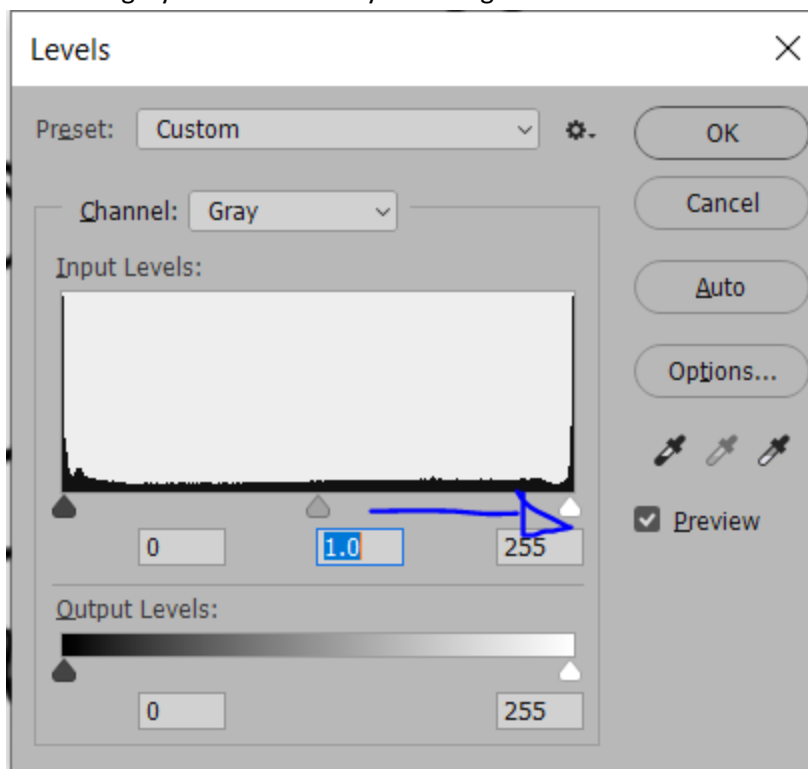 Levels
Preset: Custom
OK
Channel: Gray
Cancel
Input Levels:
Auto
Options...
0 1.0 255
Preview
Output Levels:
0 255